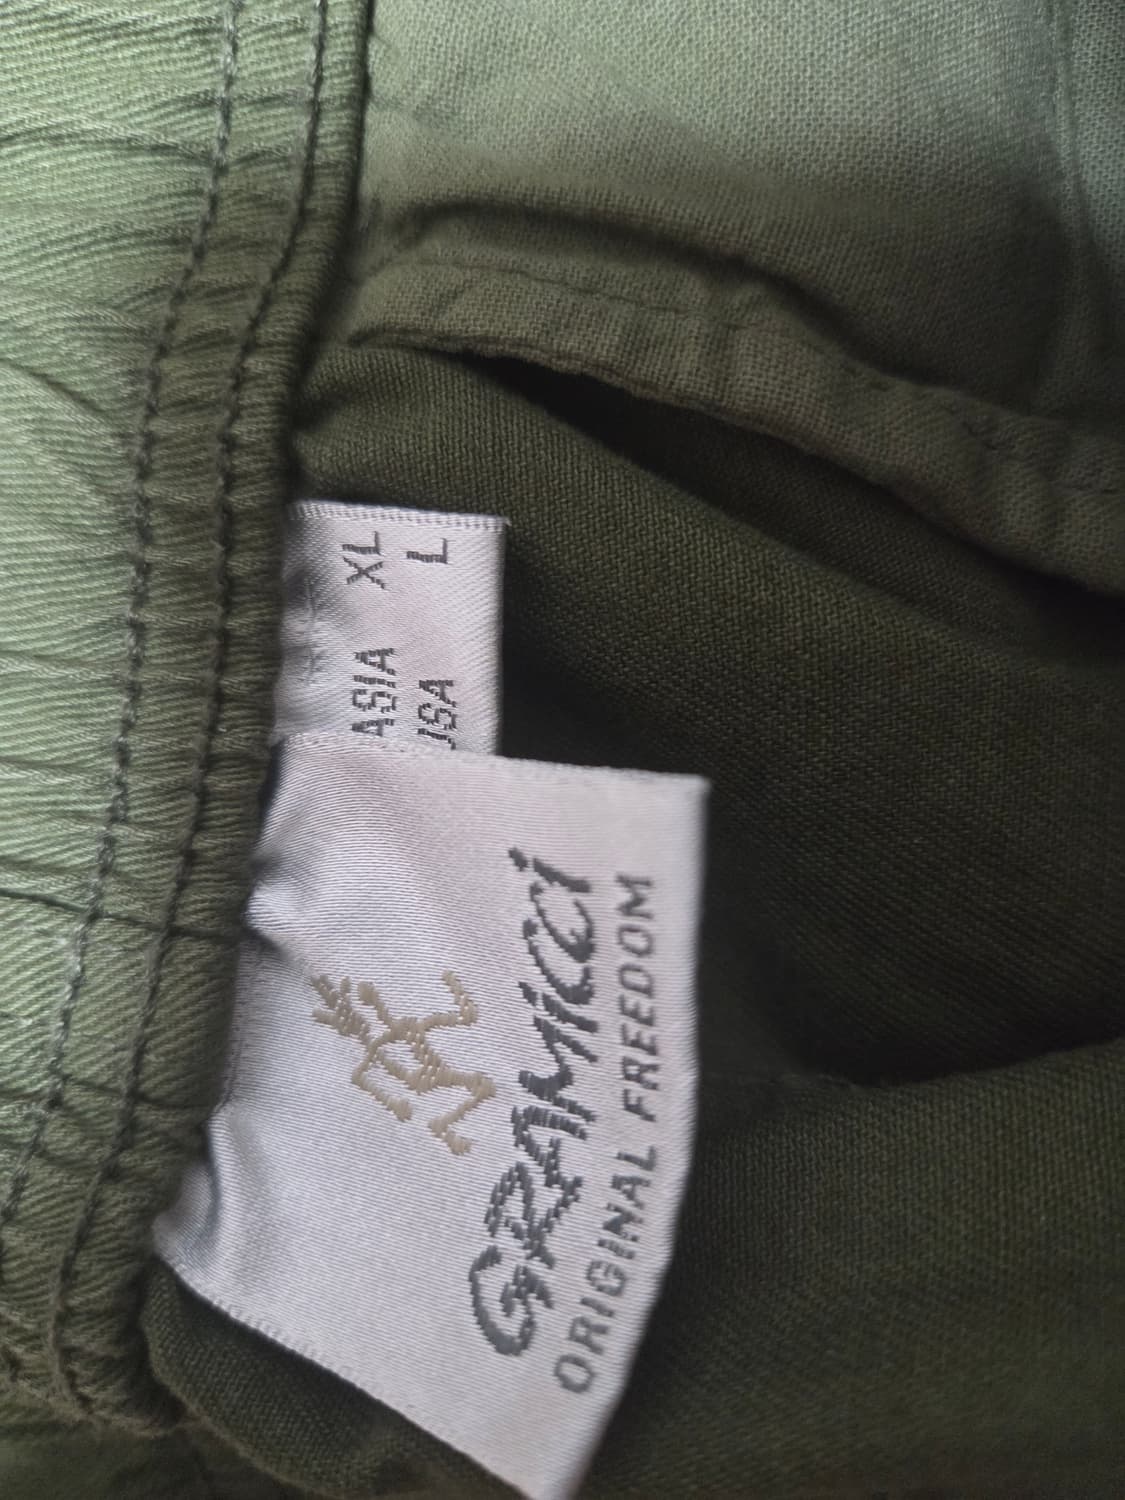 ASIA XL
USA L
GRAMiCCi
ORIGINAL FREEDOM